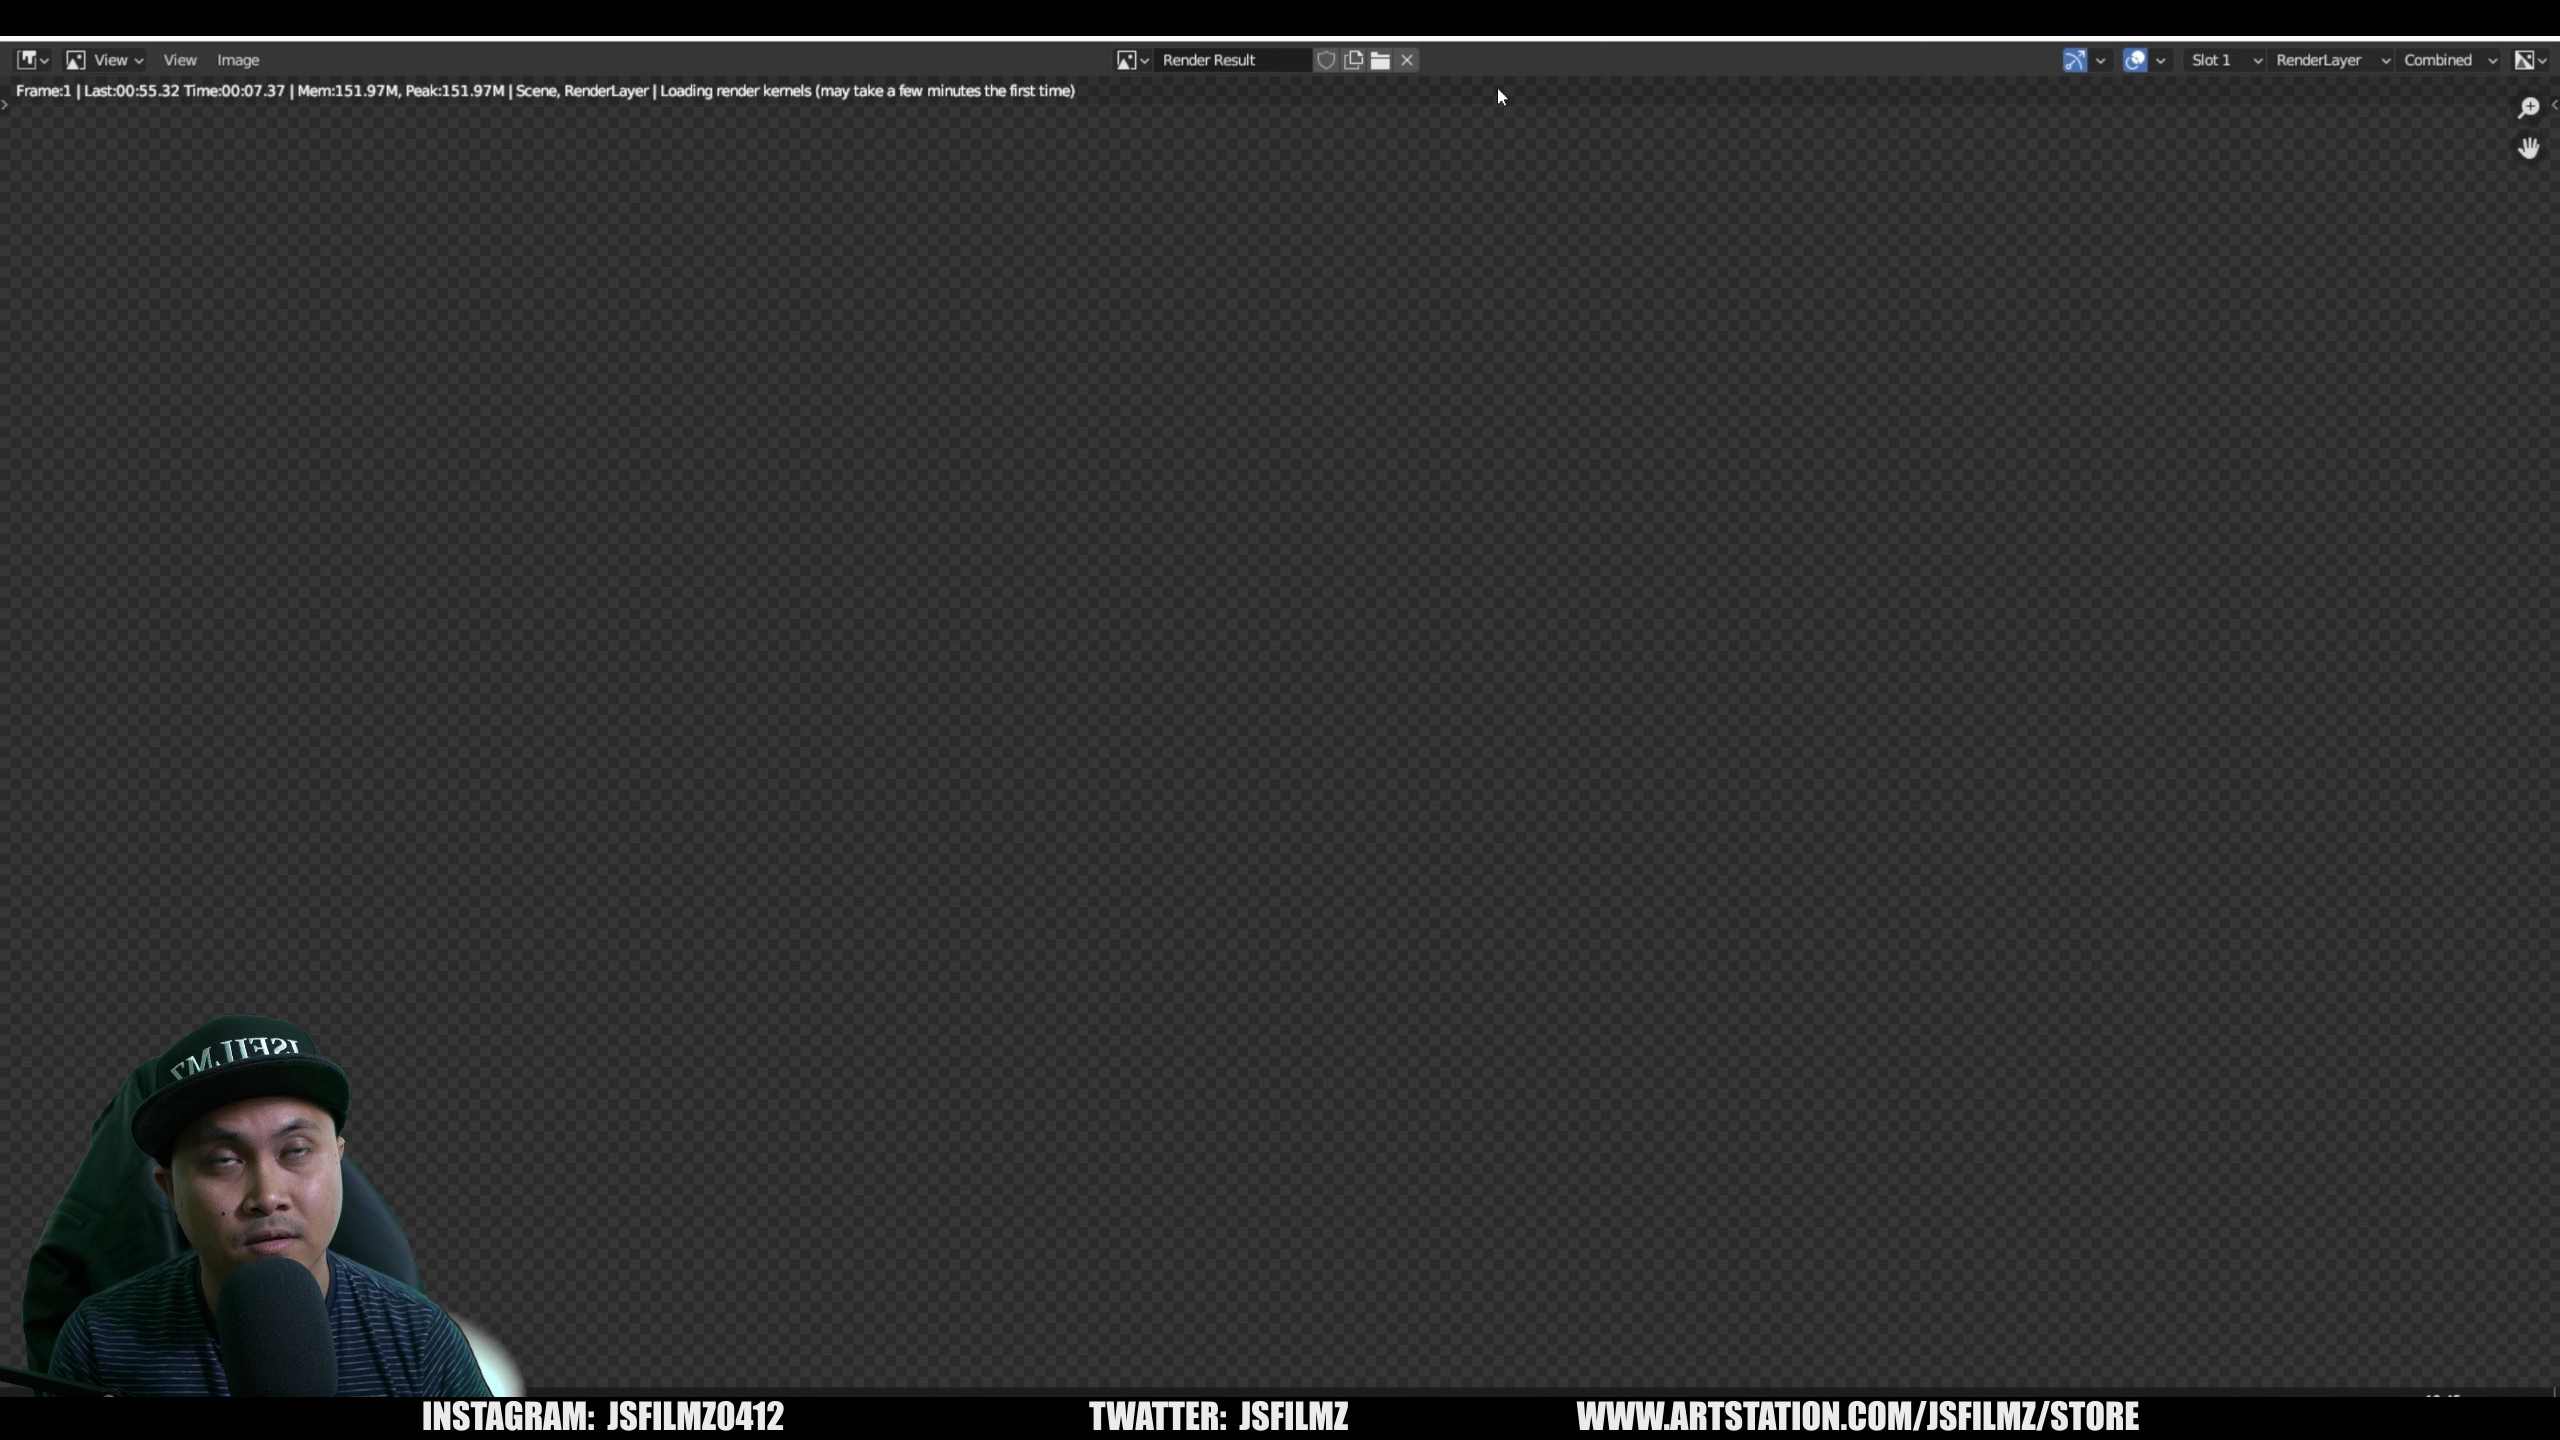 View View Image Render Result Slot 1 RenderLayer Combined
Frame:1 | Last:00:55.32 Time:00:07.37 | Mem:151.97M, Peak:151.97M | Scene, RenderLayer | Loading render kernels (may take a few minutes the first time)
JSFILMZ
INSTAGRAM: JSFILMZ0412 TWATTER: JSFILMZ WWW.ARTSTATION.COM/JSFILMZ/STORE